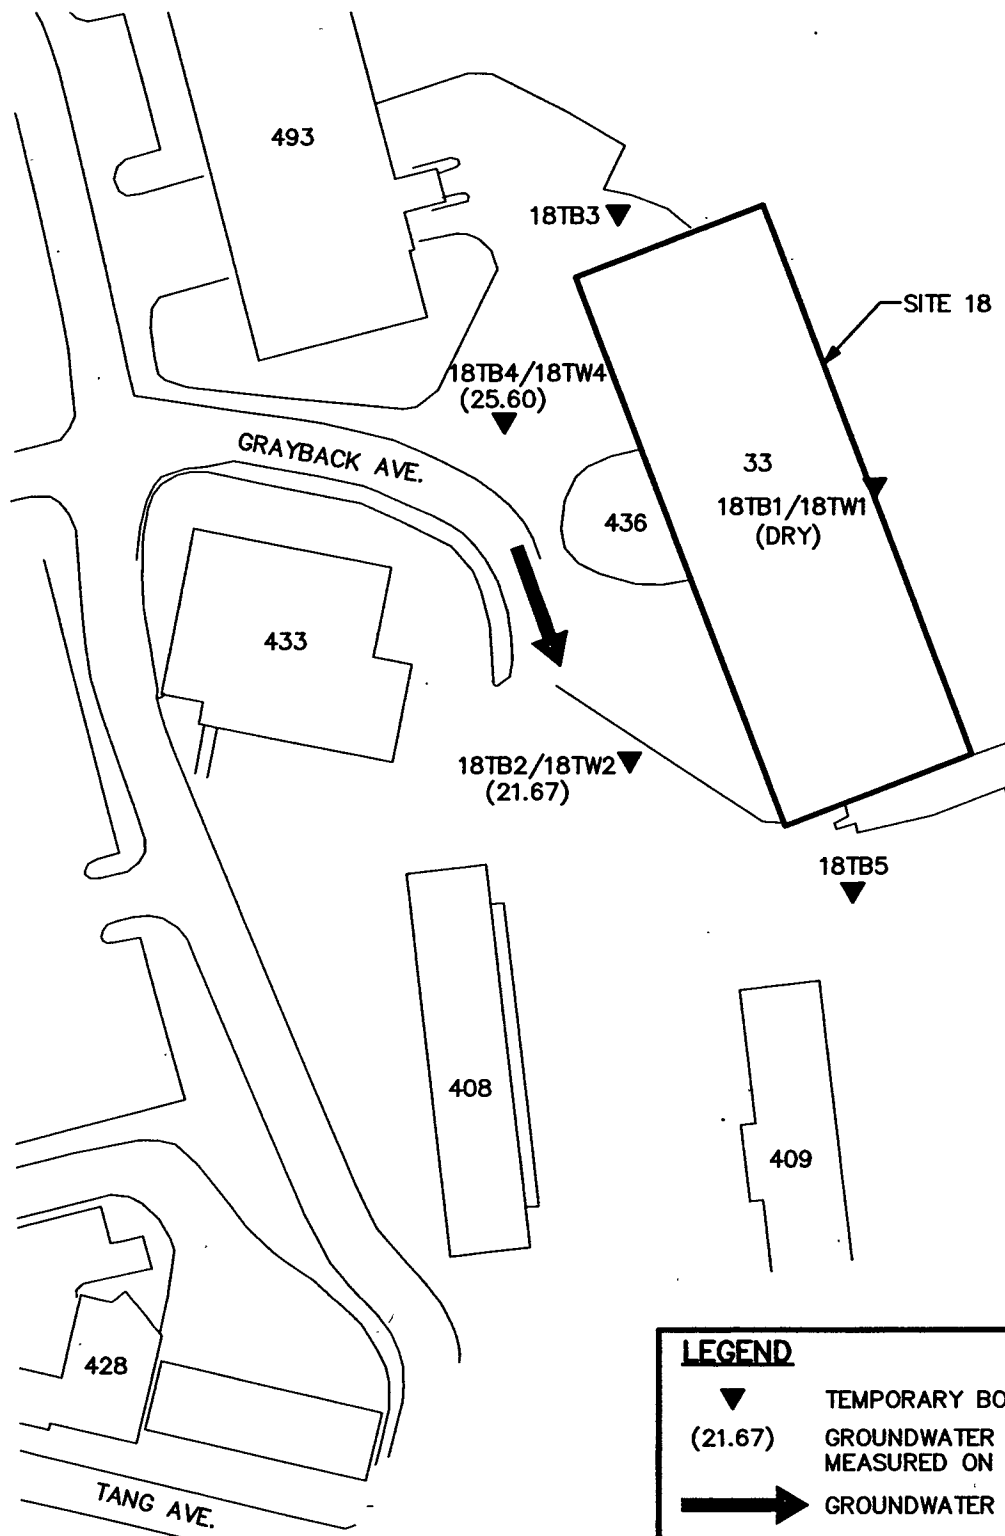 493
18TB3
SITE 18
18TB4/18TW4
(25.60)
GRAYBACK AVE.
33
18TB1/18TW1
(DRY)
436
433
18TB2/18TW2
(21.67)
18TB5
408
409
428
TANG AVE.
LEGEND
TEMPORARY BO
(21.67) GROUNDWATER
MEASURED ON
GROUNDWATER